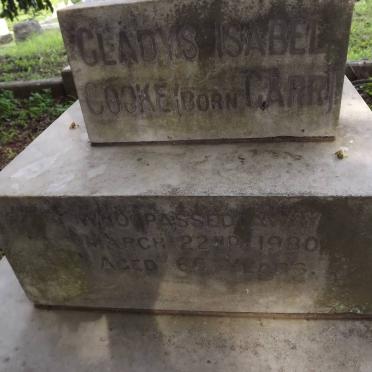 GLADYS ISABEL
COOKE (BORN CARR)
WHO PASSED AWAY
MARCH 22ND, 1980
AGED YEARS.